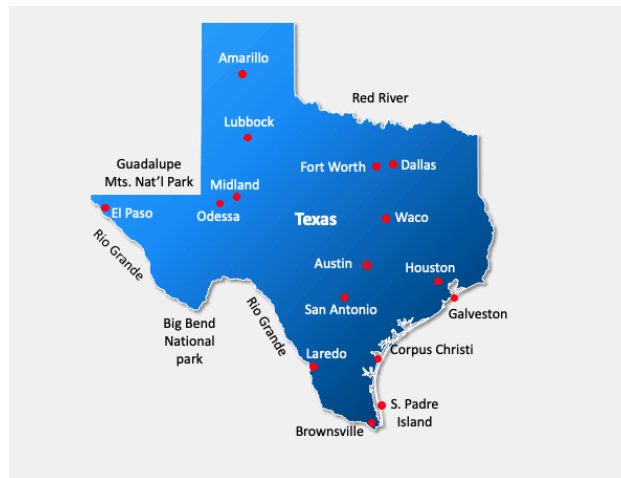 Amarillo
Red River
Lubbock
Guadalupe
Mts. Nat’l Park
Fort Worth
Dallas
Midland
Odessa
El Paso
Texas
Waco
Rio Grande
Austin
Houston
San Antonio
Galveston
Big Bend
National
park
Rio Grande
Laredo
Corpus Christi
S. Padre
Island
Brownsville